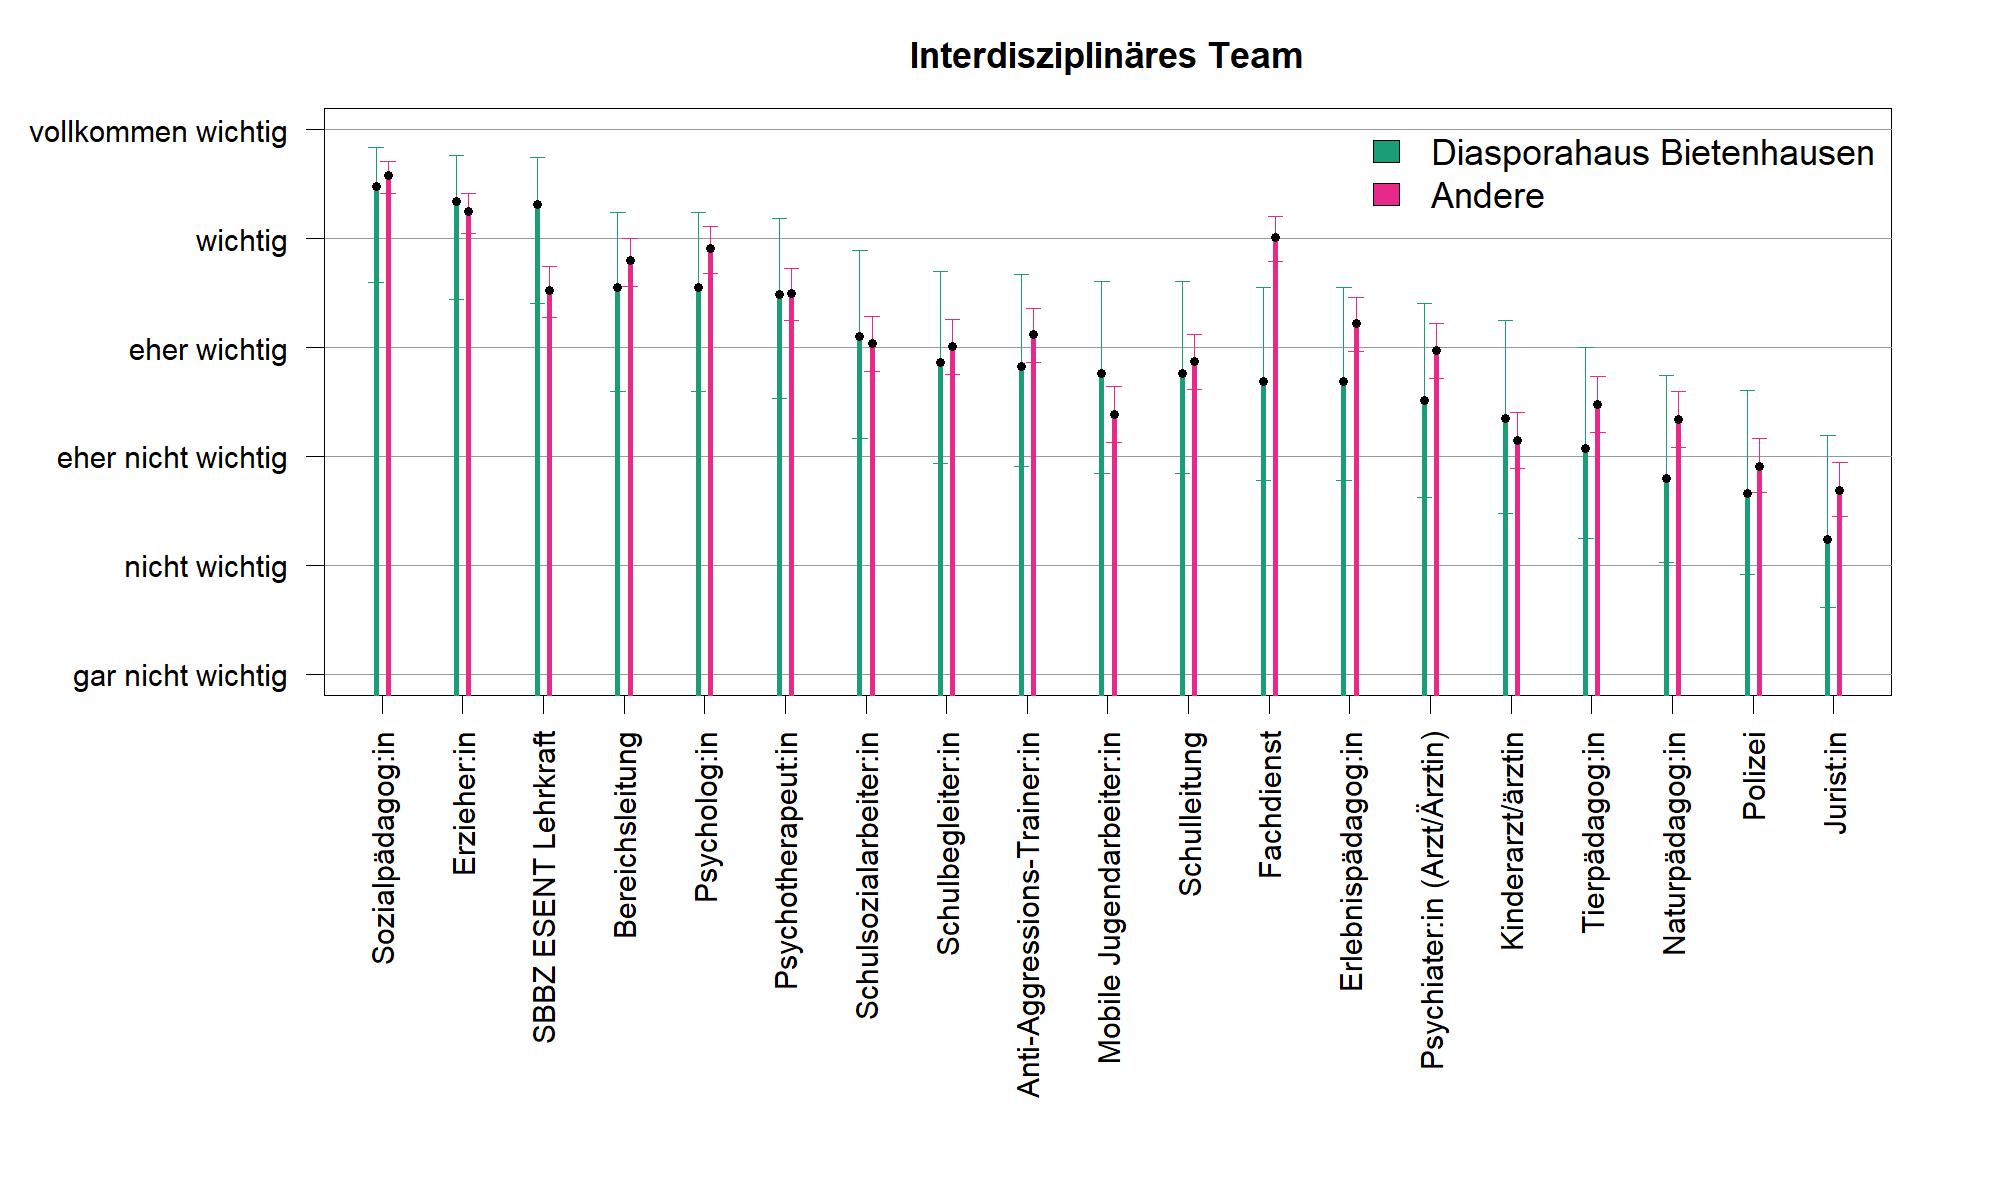 Interdisziplinäres Team
vollkommen wichtig
wichtig
eher wichtig
eher nicht wichtig
nicht wichtig
gar nicht wichtig
Diasporahaus Bietenhausen
Andere
Sozialpädagog:in
Erzieher:in
SBBZ ESENT Lehrkraft
Bereichsleitung
Psycholog:in
Psychotherapeut:in
Schulsozialarbeiter:in
Schulbegleiter:in
Anti-Aggressions-Trainer:in
Mobile Jugendarbeiter:in
Schulleitung
Fachdienst
Erlebnispädagog:in
Psychiater:in (Arzt/Ärztin)
Kinderarzt/ärztin
Tierpädagog:in
Naturpädagog:in
Polizei
Jurist:in